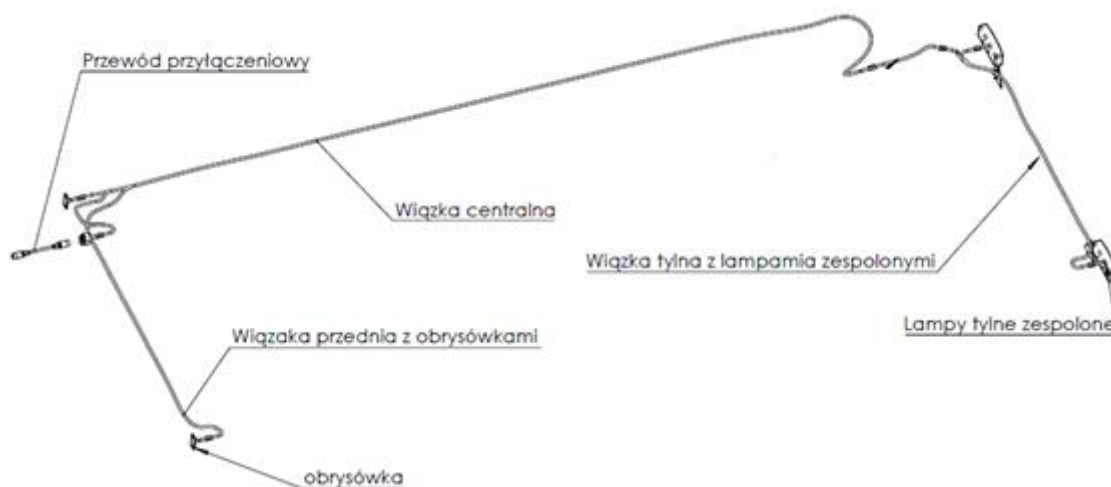 Przewód przyłączeniowy
Wiązka centralna
Wiązka tylna z lampamia zespolonymi
Lampy tylne zespolone
Wiązaka przednia z obrysówkami
obrysówka